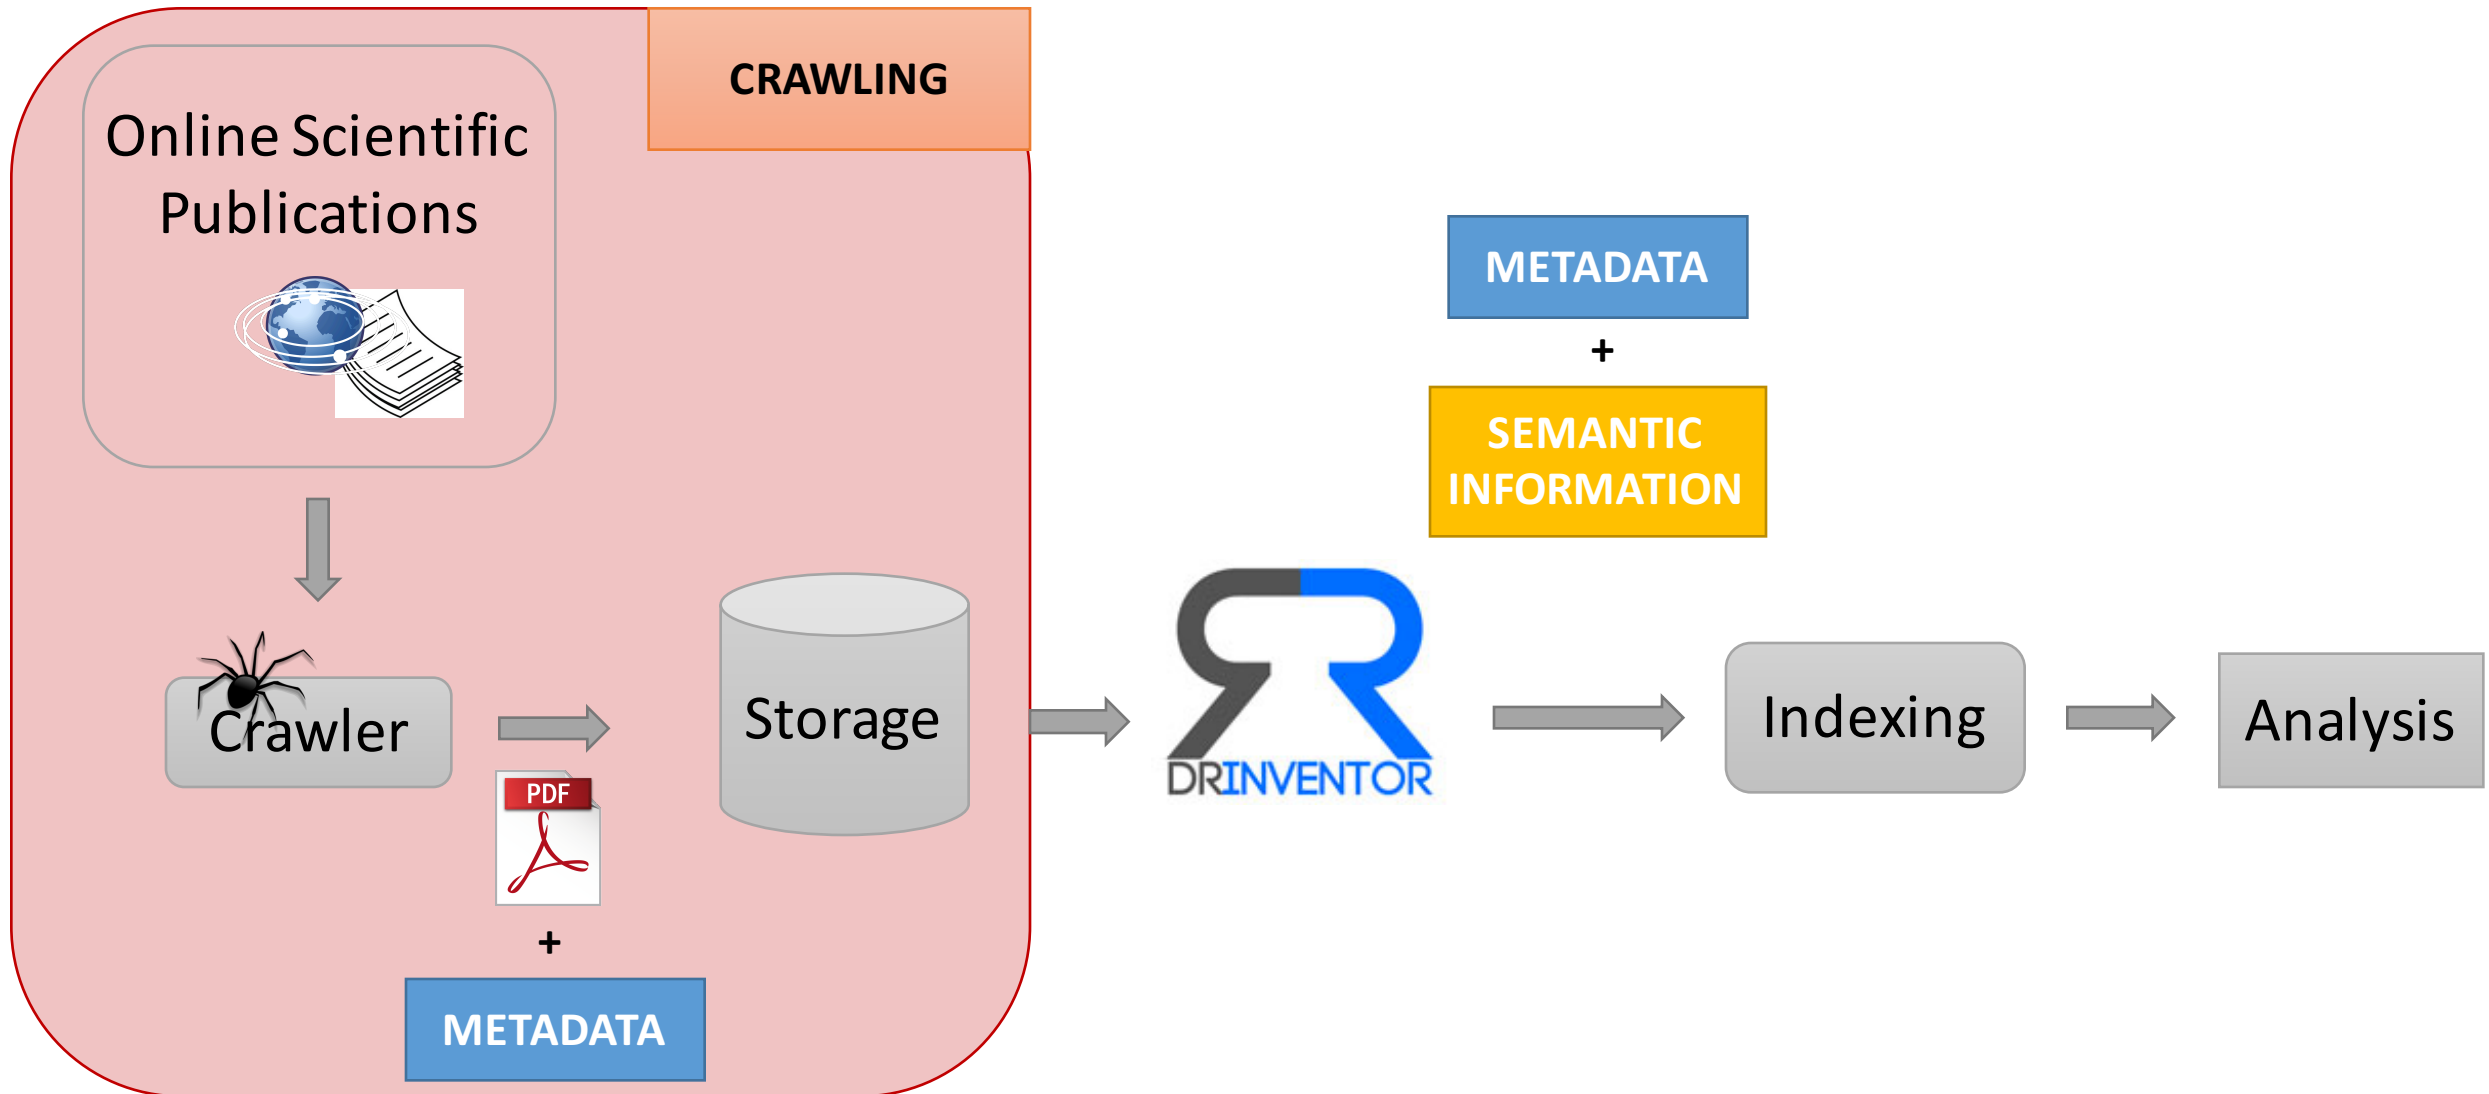 CRAWLING
Online Scientific
Publications
Crawler
PDF
+
METADATA
Storage
METADATA
+
SEMANTIC
INFORMATION
DRINVENTOR
Indexing
Analysis